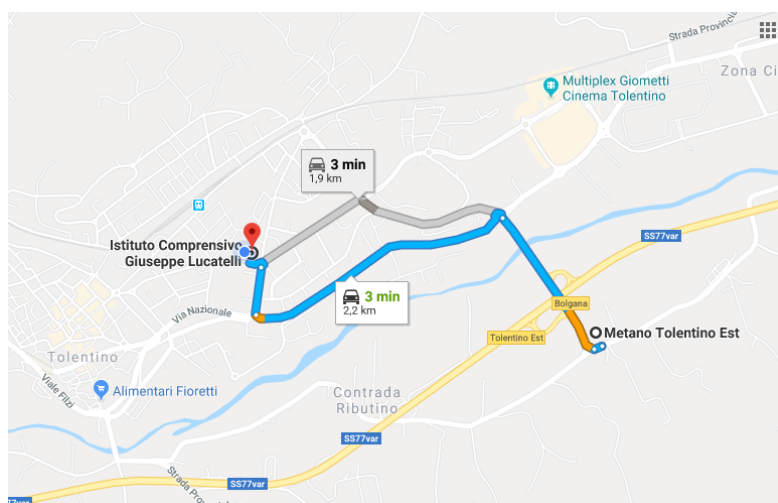 Strada Provincia
Zona Ci
Multiplex Giometti
Cinema Tolentino
3 min
1,9 km
Istituto Comprensivo
Giuseppe Lucatelli
3 min
2,2 km
Via Nazionale
Bolgana
Tolentino Est
Metano Tolentino Est
Tolentino
Viale Filzi
Alimentari Fioretti
Contrada
Ributino
SS77var
SS77var
SS77var
SS77var
Strada Prov